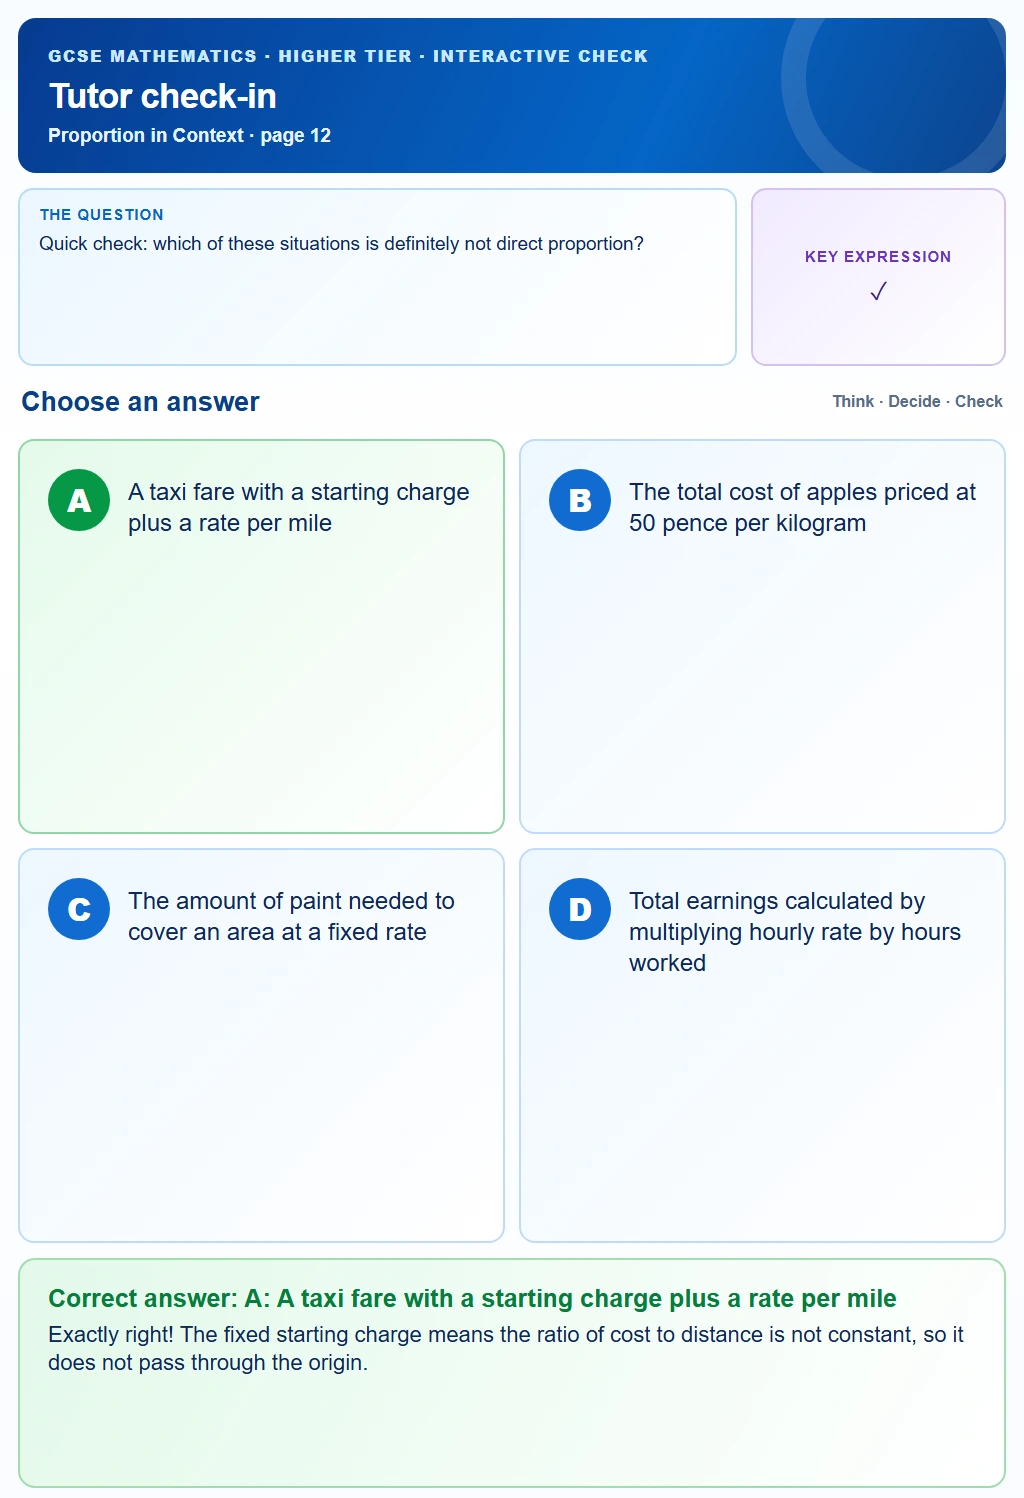 GCSE MATHEMATICS · HIGHER TIER · INTERACTIVE CHECK
Tutor check-in
Proportion in Context · page 12
THE QUESTION
Quick check: which of these situations is definitely not direct proportion?
KEY EXPRESSION
✓
Choose an answer
Think · Decide · Check
A
A taxi fare with a starting charge
plus a rate per mile
B
The total cost of apples priced at
50 pence per kilogram
C
The amount of paint needed to
cover an area at a fixed rate
D
Total earnings calculated by
multiplying hourly rate by hours
worked
Correct answer: A: A taxi fare with a starting charge plus a rate per mile
Exactly right! The fixed starting charge means the ratio of cost to distance is not constant, so it
does not pass through the origin.